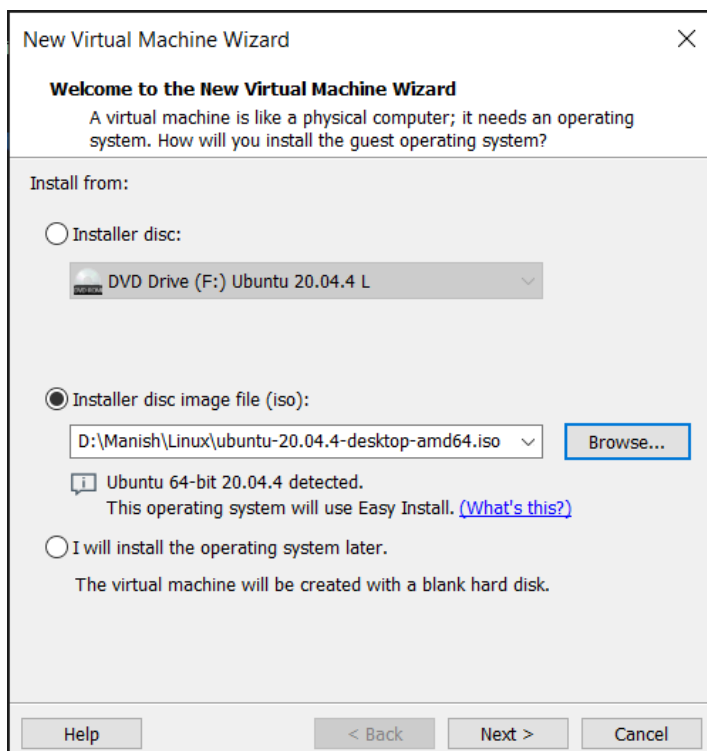 New Virtual Machine Wizard
Welcome to the New Virtual Machine Wizard
A virtual machine is like a physical computer; it needs an operating
system. How will you install the guest operating system?
Install from:
Installer disc:
DVD Drive (F:) Ubuntu 20.04.4 L
Installer disc image file (iso):
D:\Manish\Linux\ubuntu-20.04.4-desktop-amd64.iso
Browse...
Ubuntu 64-bit 20.04.4 detected.
This operating system will use Easy Install. (What's this?)
I will install the operating system later.
The virtual machine will be created with a blank hard disk.
Help
< Back
Next >
Cancel